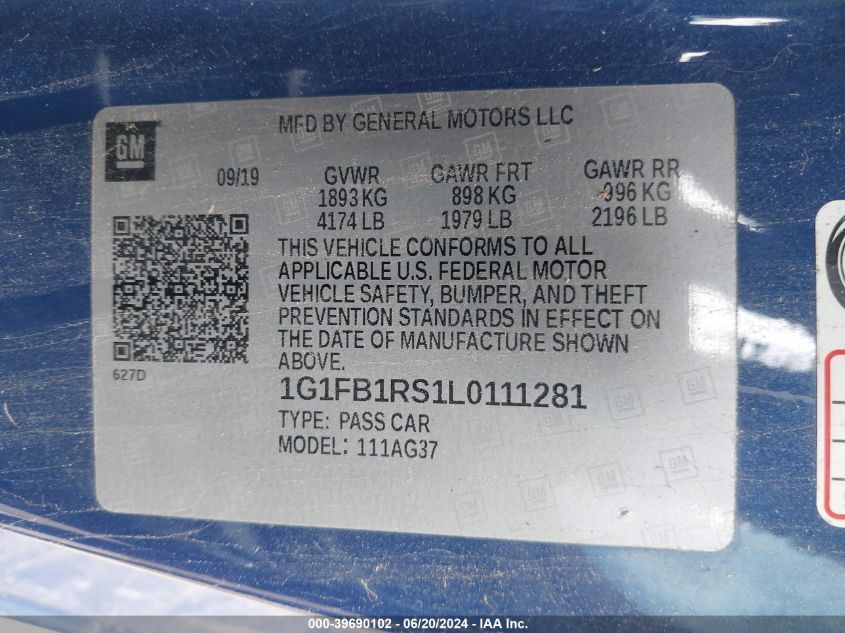 GM
MFD BY GENERAL MOTORS LLC
09/19 GVWR GAWR FRT GAWR RR
1893 KG 898 KG 996 KG
4174 LB 1979 LB 2196 LB
THIS VEHICLE CONFORMS TO ALL
APPLICABLE U.S. FEDERAL MOTOR
VEHICLE SAFETY, BUMPER, AND THEFT
PREVENTION STANDARDS IN EFFECT ON
THE DATE OF MANUFACTURE SHOWN
ABOVE.
627D
1G1FB1RS1L0111281
TYPE: PASS CAR
MODEL: 111AG37
000-39690102 - 06/20/2024 - IAA Inc.